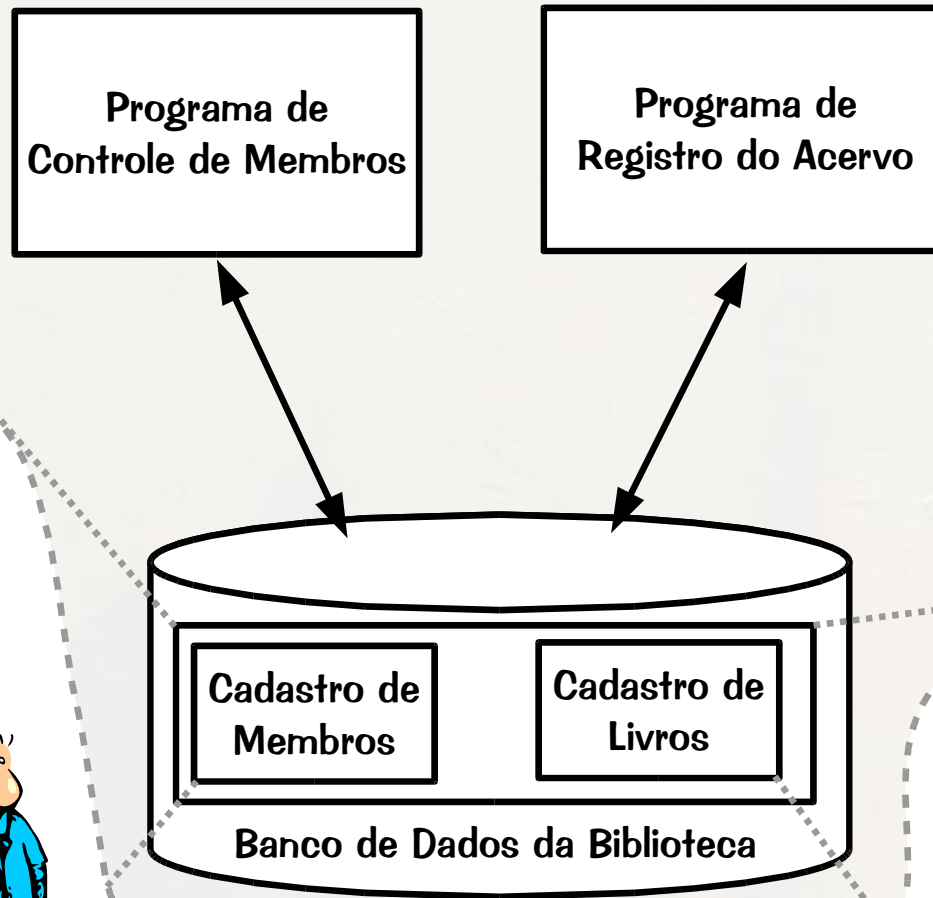 Programa de
Controle de Membros
Programa de
Registro do Acervo
Cadastro de
Membros
Cadastro de
Livros
Banco de Dados da Biblioteca